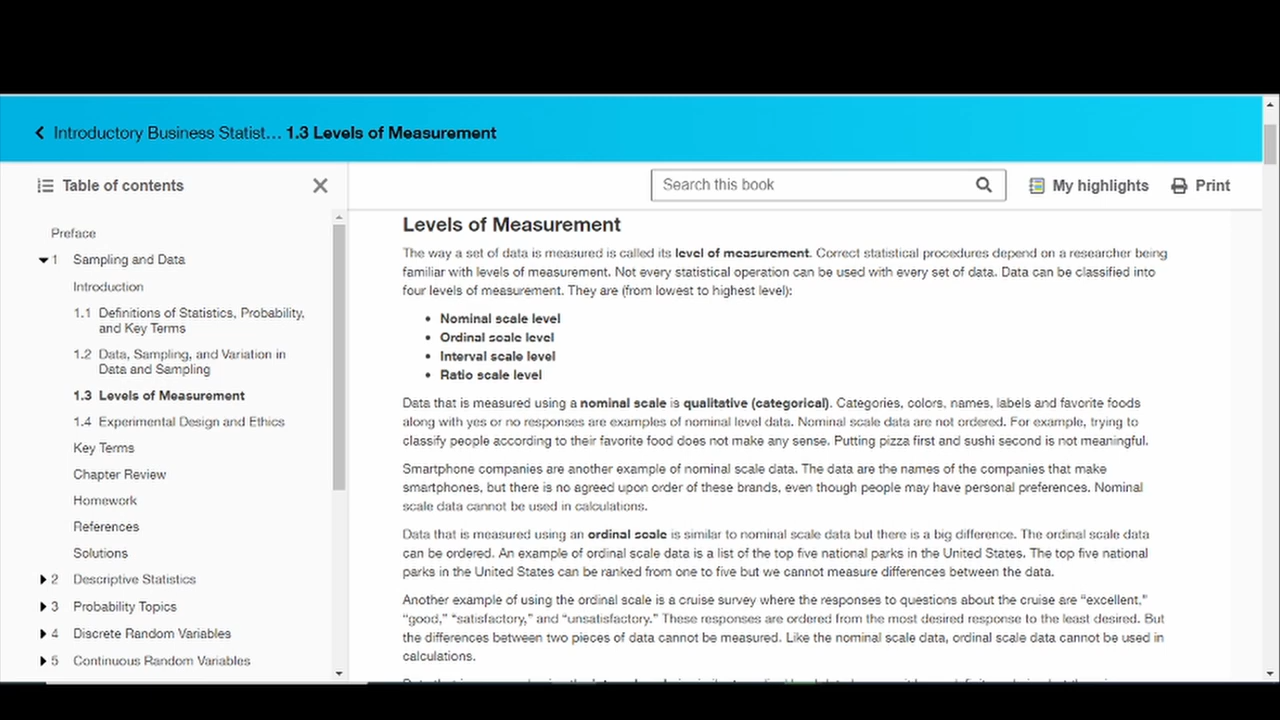 Introductory Business Statist... 1.3 Levels of Measurement
Table of contents
Search this book
My highlights
Print
Preface
1 Sampling and Data
Introduction
1.1 Definitions of Statistics, Probability,
and Key Terms
1.2 Data, Sampling, and Variation in
Data and Sampling
1.3 Levels of Measurement
1.4 Experimental Design and Ethics
Key Terms
Chapter Review
Homework
References
Solutions
2 Descriptive Statistics
3 Probability Topics
4 Discrete Random Variables
5 Continuous Random Variables
Levels of Measurement
The way a set of data is measured is called its level of measurement. Correct statistical procedures depend on a researcher being
familiar with levels of measurement. Not every statistical operation can be used with every set of data. Data can be classified into
four levels of measurement. They are (from lowest to highest level):
• Nominal scale level
• Ordinal scale level
• Interval scale level
• Ratio scale level
Data that is measured using a nominal scale is qualitative (categorical). Categories, colors, names, labels and favorite foods
along with yes or no responses are examples of nominal level data. Nominal scale data are not ordered. For example, trying to
classify people according to their favorite food does not make any sense. Putting pizza first and sushi second is not meaningful.
Smartphone companies are another example of nominal scale data. The data are the names of the companies that make
smartphones, but there is no agreed upon order of these brands, even though people may have personal preferences. Nominal
scale data cannot be used in calculations.
Data that is measured using an ordinal scale is similar to nominal scale data but there is a big difference. The ordinal scale data
can be ordered. An example of ordinal scale data is a list of the top five national parks in the United States. The top five national
parks in the United States can be ranked from one to five but we cannot measure differences between the data.
Another example of using the ordinal scale is a cruise survey where the responses to questions about the cruise are “excellent,”
“good,” “satisfactory,” and “unsatisfactory.” These responses are ordered from the most desired response to the least desired. But
the differences between two pieces of data cannot be measured. Like the nominal scale data, ordinal scale data cannot be used in
calculations.